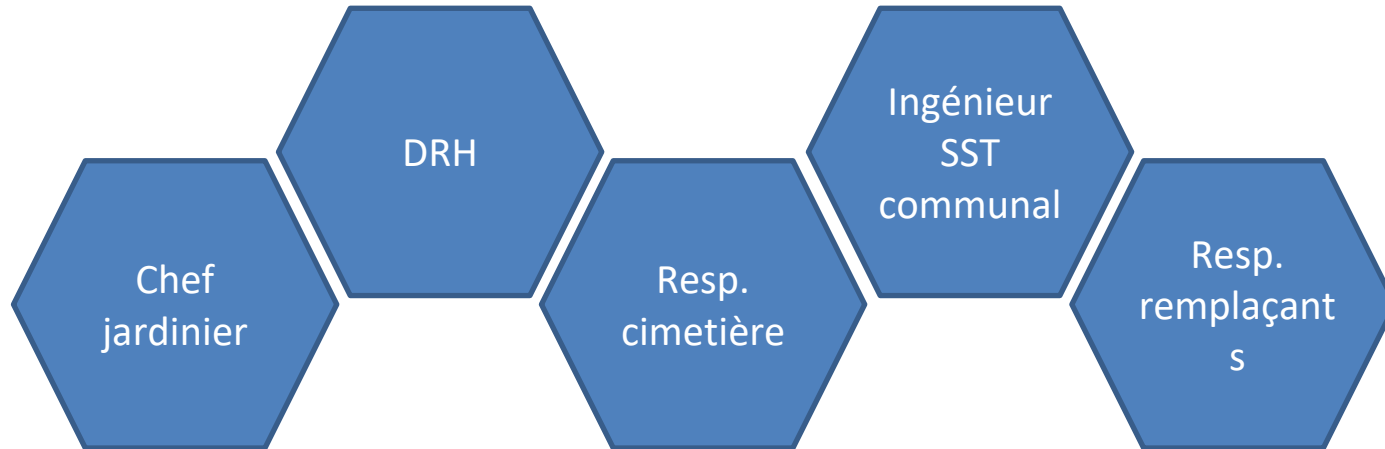 Chef
jardinier
DRH
Resp.
cimetière
Ingénieur
SST
communal
Resp.
remplaçant
s